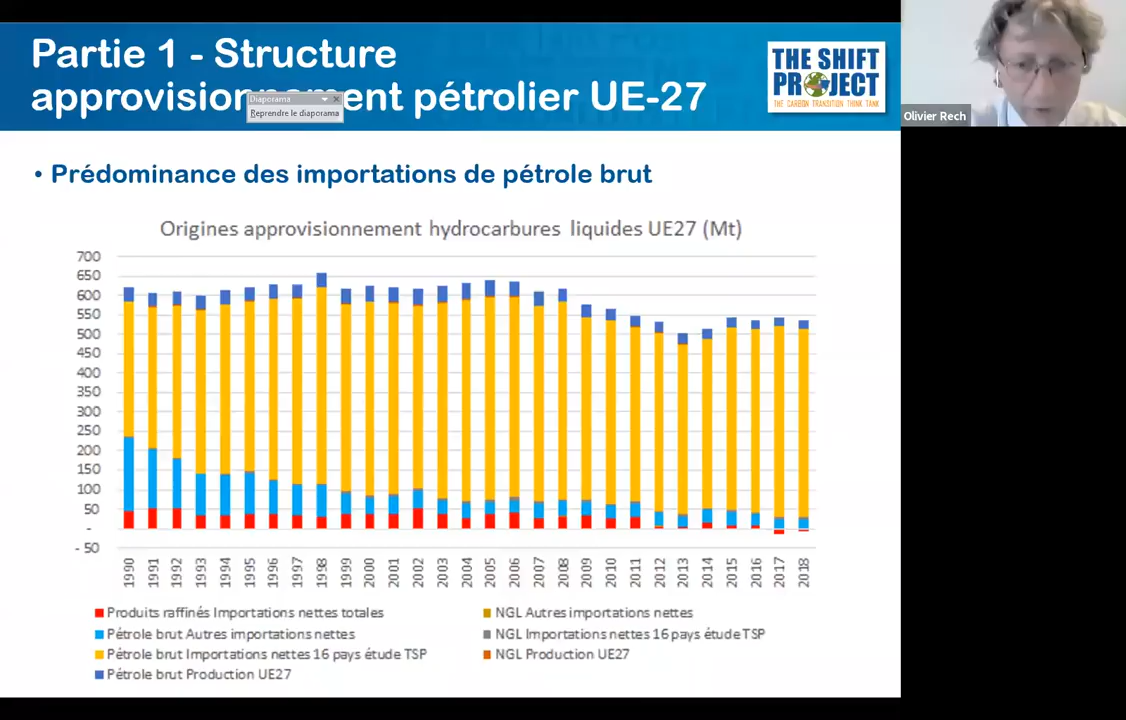 Partie 1 - Structure
approvisionnement pétrolier UE-27
Diaporama
Reprendre le diaporama
THE SHIFT
PROJECT
THE CARBON TRANSITION THINK TANK
Olivier Rech
• Prédominance des importations de pétrole brut
Origines approvisionnement hydrocarbures liquides UE27 (Mt)
700
650
600
550
500
450
400
350
300
250
200
150
100
50
-
- 50
1990 1991 1992 1993 1994 1995 1996 1997 1998 1999 2000 2001 2002 2003 2004 2005 2006 2007 2008 2009 2010 2011 2012 2013 2014 2015 2016 2017 2018
Produits raffinés Importations nettes totales
NGL Autres importations nettes
Pétrole brut Autres importations nettes
NGL Importations nettes 16 pays étude TSP
Pétrole brut Importations nettes 16 pays étude TSP
NGL Production UE27
Pétrole brut Production UE27